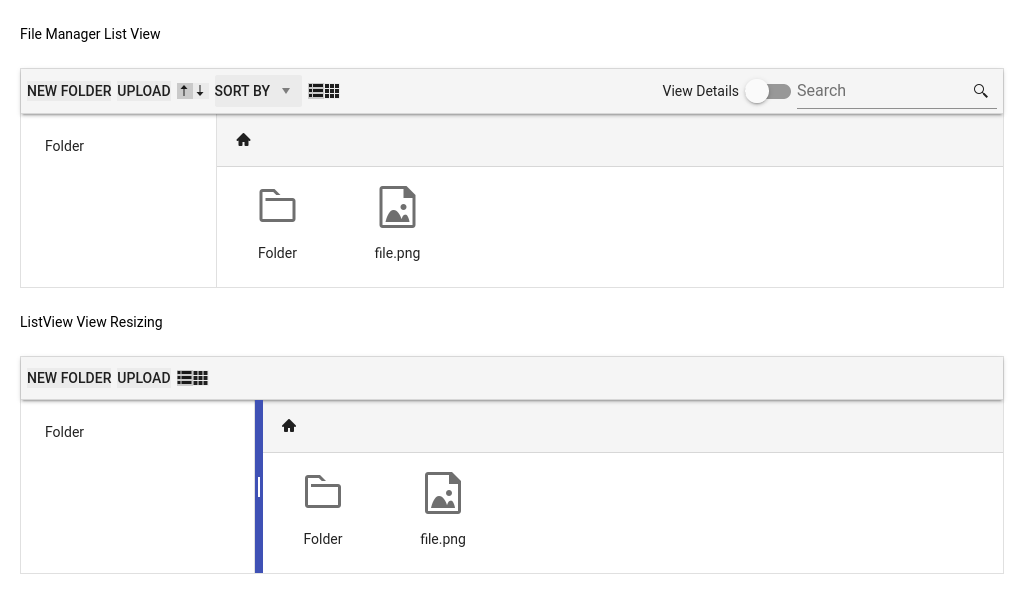 File Manager List View
NEW FOLDER UPLOAD SORT BY View Details Search
Folder
Folder file.png
ListView View Resizing
NEW FOLDER UPLOAD
Folder
Folder file.png